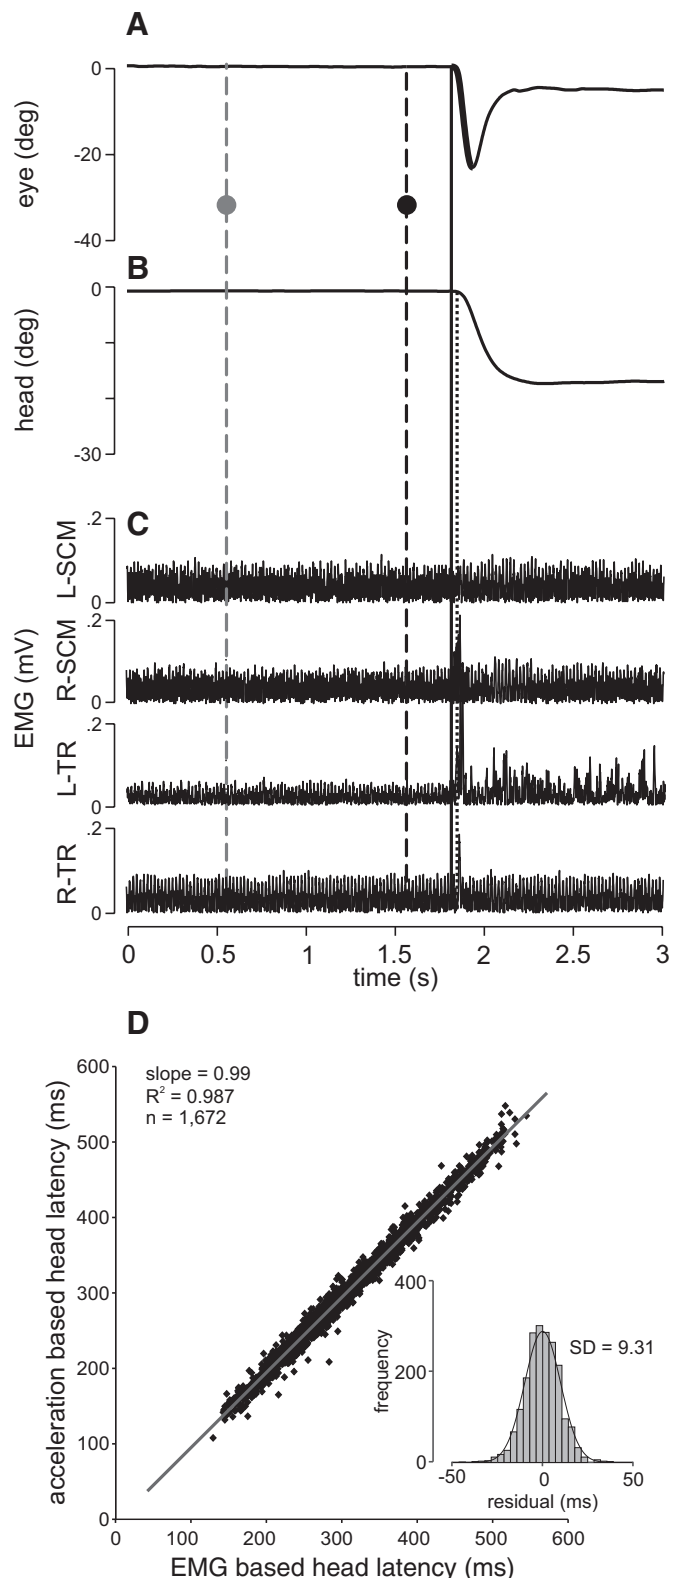 A
0
-20
-40
eye (deg)
B
0
-30
head (deg)
C
.2
0
L-SCM
.2
0
R-SCM
EMG (mV)
.2
0
L-TR
.2
0
R-TR
0 0.5 1 1.5 2 2.5 3
time (s)
D
600
500
400
300
200
100
0
acceleration based head latency (ms)
slope = 0.99
R² = 0.987
n = 1,672
400
200
0
frequency
SD = 9.31
-50 0 50
residual (ms)
0 100 200 300 400 500 600
EMG based head latency (ms)